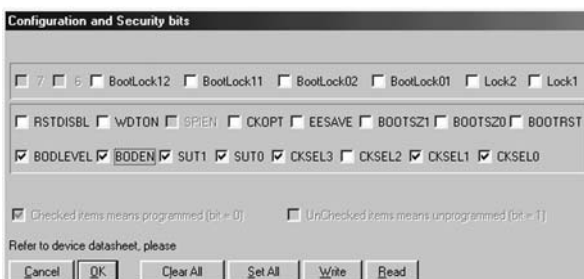 Configuration and Security bits
7 6 BootLock12 BootLock11 BootLock02 BootLock01 Lock2 Lock1
RSTDISBL WDTON SPIEN CKOPT EESAVE BOOTSZ1 BOOTSZ0 BOOTRST
BODLEVEL BODEN SUT1 SUT0 CKSEL3 CKSEL2 CKSEL1 CKSEL0
Checked items means programmed (bit = 0) UnChecked items means unprogrammed (bit = 1)
Refer to device datasheet, please
Cancel OK Clear All Set All Write Read